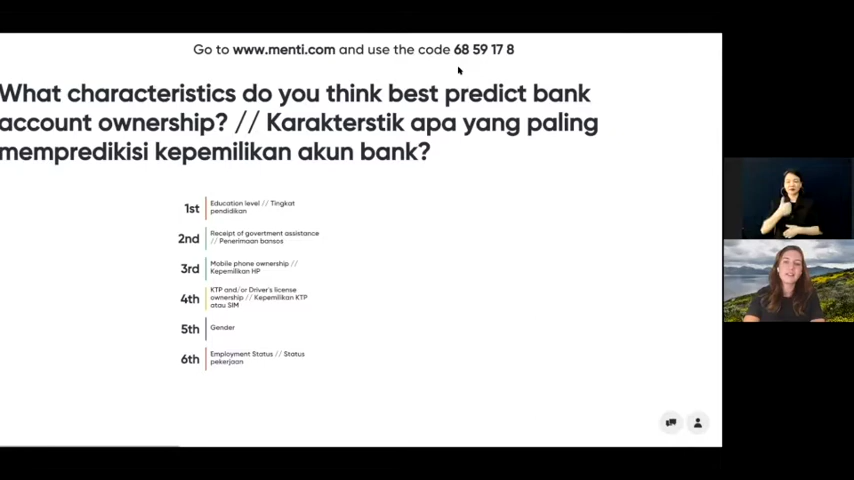 Go to www.menti.com and use the code 68 59 17 8
What characteristics do you think best predict bank
account ownership? // Karakterstik apa yang paling
mempredikisi kepemilikan akun bank?
1st Education level // Tingkat
pendidikan
2nd Receipt of govertment assistance
// Penerimaan bansos
3rd Mobile phone ownership //
Kepemilikan HP
4th KTP and/or Driver's license
ownership // Kepemilikan KTP
atau SIM
5th Gender
6th Employment Status // Status
pekerjaan